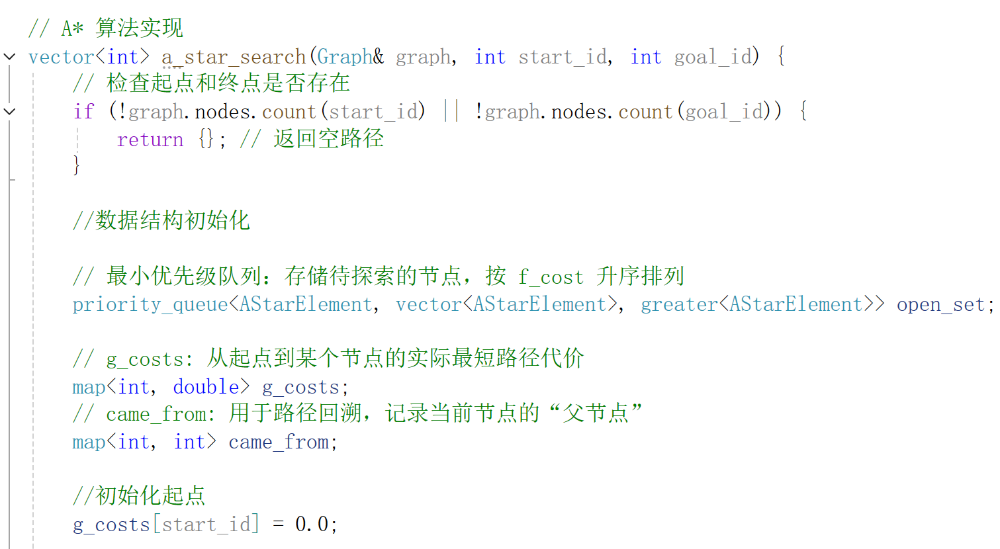 // A* 算法实现
vector<int> a_star_search(Graph& graph, int start_id, int goal_id) {
// 检查起点和终点是否存在
if (!graph.nodes.count(start_id) || !graph.nodes.count(goal_id)) {
return {}; // 返回空路径
}
//数据结构初始化
// 最小优先级队列：存储待探索的节点，按 f_cost 升序排列
priority_queue<AStarElement, vector<AStarElement>, greater<AStarElement>> open_set;
// g_costs: 从起点到某个节点的实际最短路径代价
map<int, double> g_costs;
// came_from: 用于路径回溯，记录当前节点的“父节点”
map<int, int> came_from;
//初始化起点
g_costs[start_id] = 0.0;